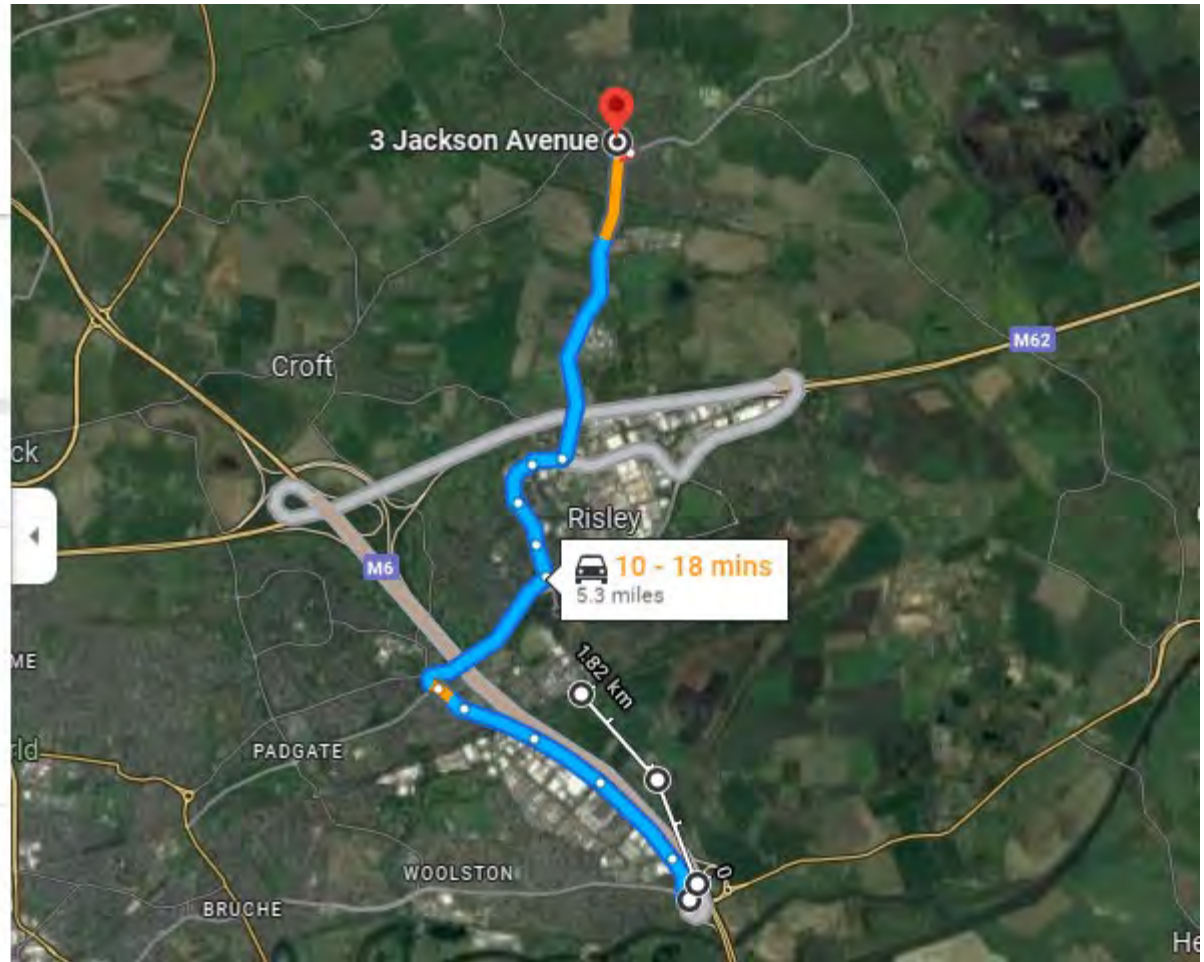 3 Jackson Avenue
M62
Croft
ck
Risley
M6
10 - 18 mins
5.3 miles
ME
1.82 km
PADGATE
rld
WOOLSTON
0
BRUCHE
He